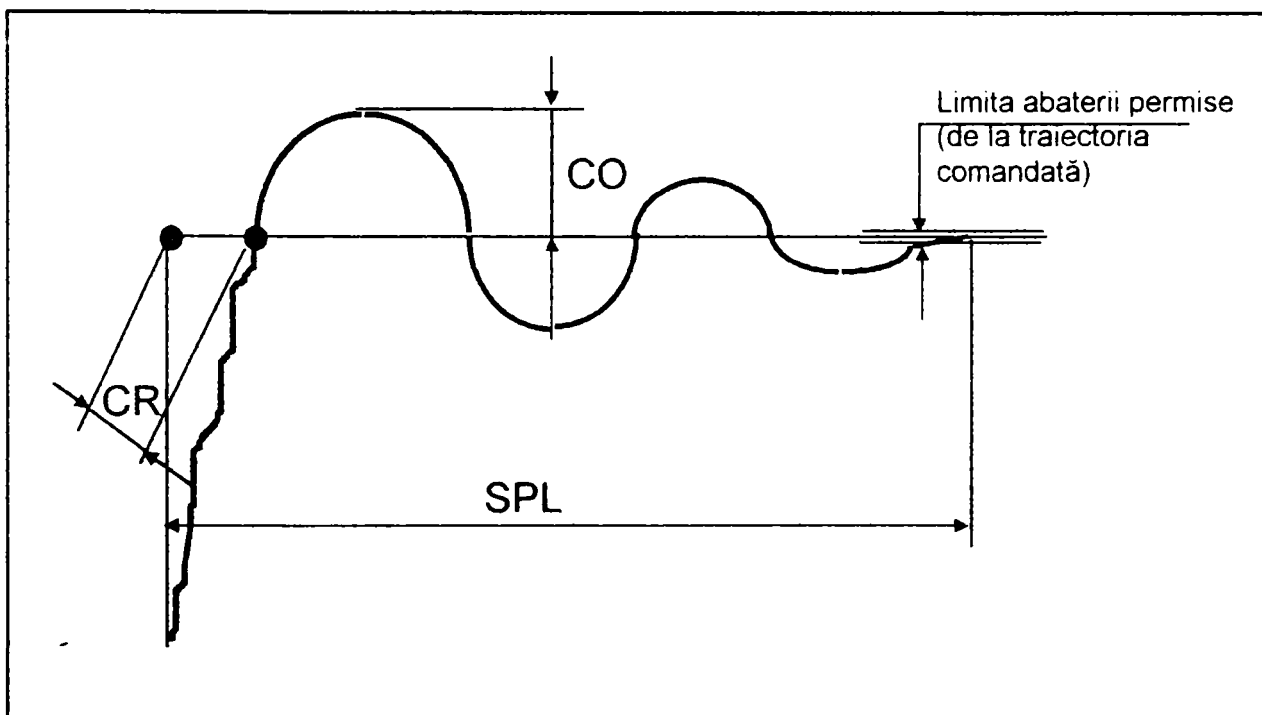 Limita abaterii permise
(de la traiectoria
comandată)
CO
CR
SPL